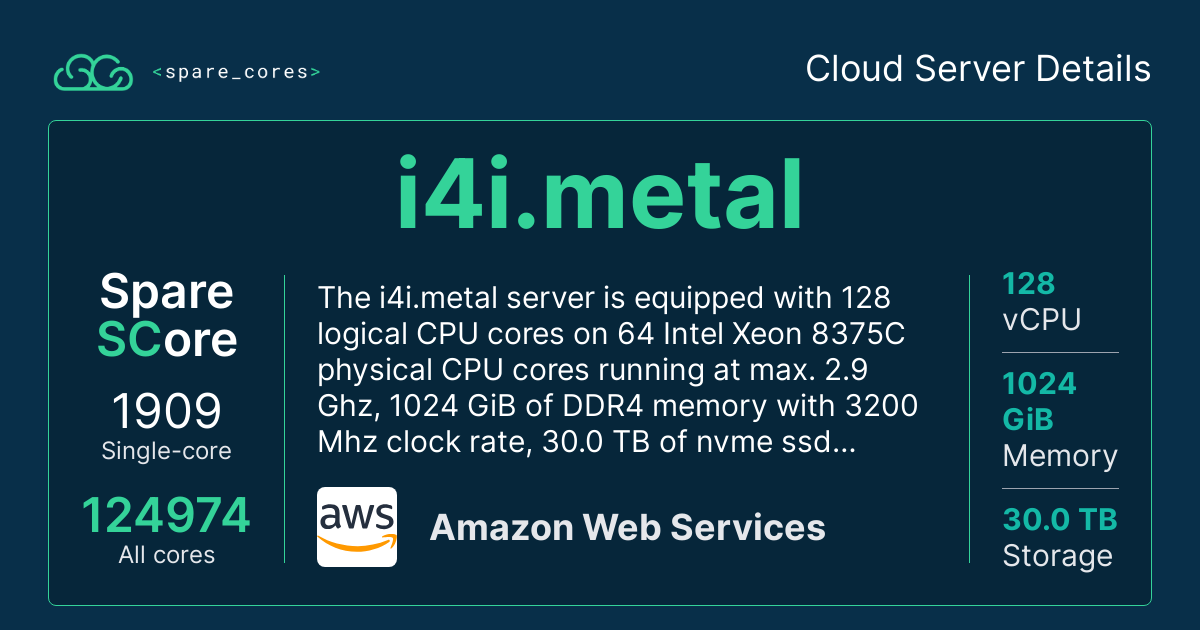 <spare_cores>
Cloud Server Details
i4i.metal
Spare
SCore
1909
Single-core
124974
All cores
The i4i.metal server is equipped with 128
logical CPU cores on 64 Intel Xeon 8375C
physical CPU cores running at max. 2.9
Ghz, 1024 GiB of DDR4 memory with 3200
Mhz clock rate, 30.0 TB of nvme ssd...
aws
Amazon Web Services
128
vCPU
1024
GiB
Memory
30.0 TB
Storage